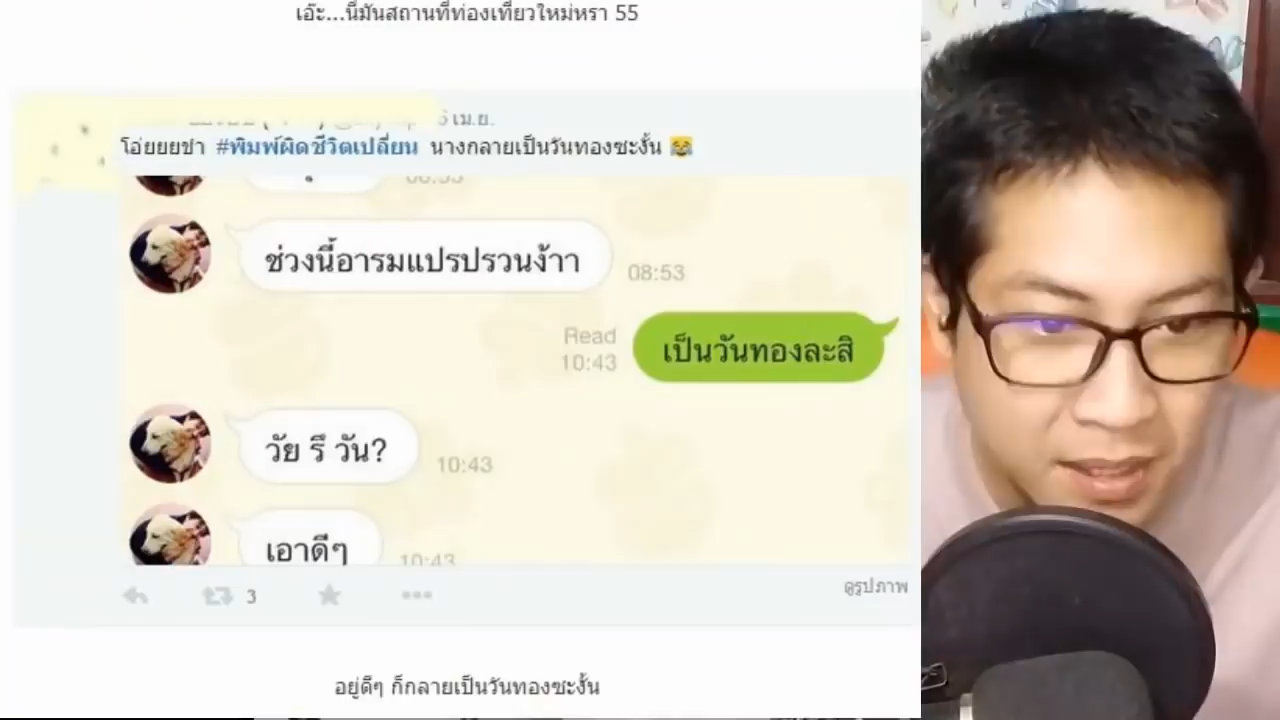 เอ๊ะ...นี่มันสถานที่ท่องเที่ยวใหม่หรา 55
เม.ย.
โอ่ยยยขำ #พิมพ์ผิดชีวิตเปลี่ยน นางกลายเป็นวันทองซะงั้น 😹
ช่วงนี้อารมแปรปรวนง้าา
08:53
Read
10:43
เป็นวันทองละสิ
วัย รึ วัน?
10:43
เอาดีๆ
10:43
3
ดูรูปภาพ
อยู่ดีๆ ก็กลายเป็นวันทองซะงั้น